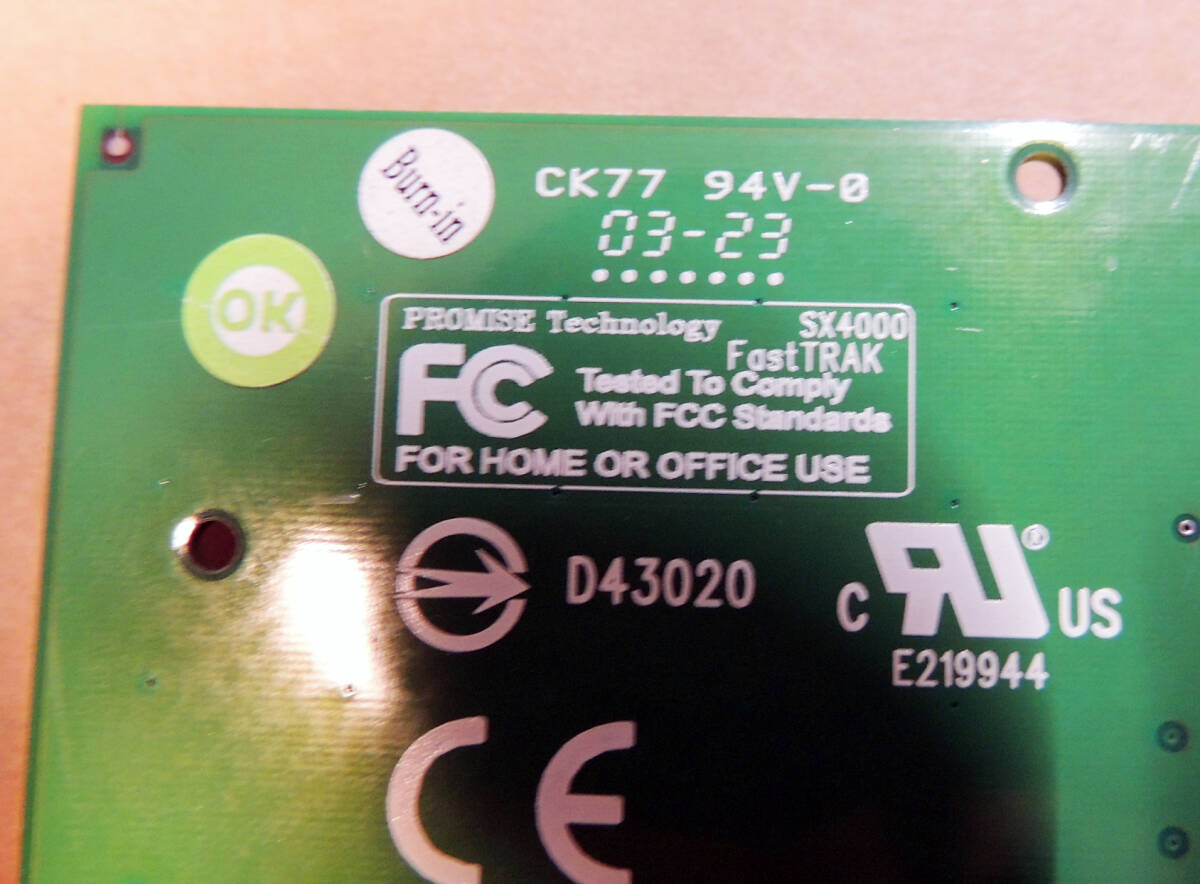 Burn-in
CK77 94V-0
03-23
OK
PROMISE Technology SX4000
FastTRAK
FC Tested To Comply
With FCC Standards
FOR HOME OR OFFICE USE
D43020
C RU ® US
E219944
CE